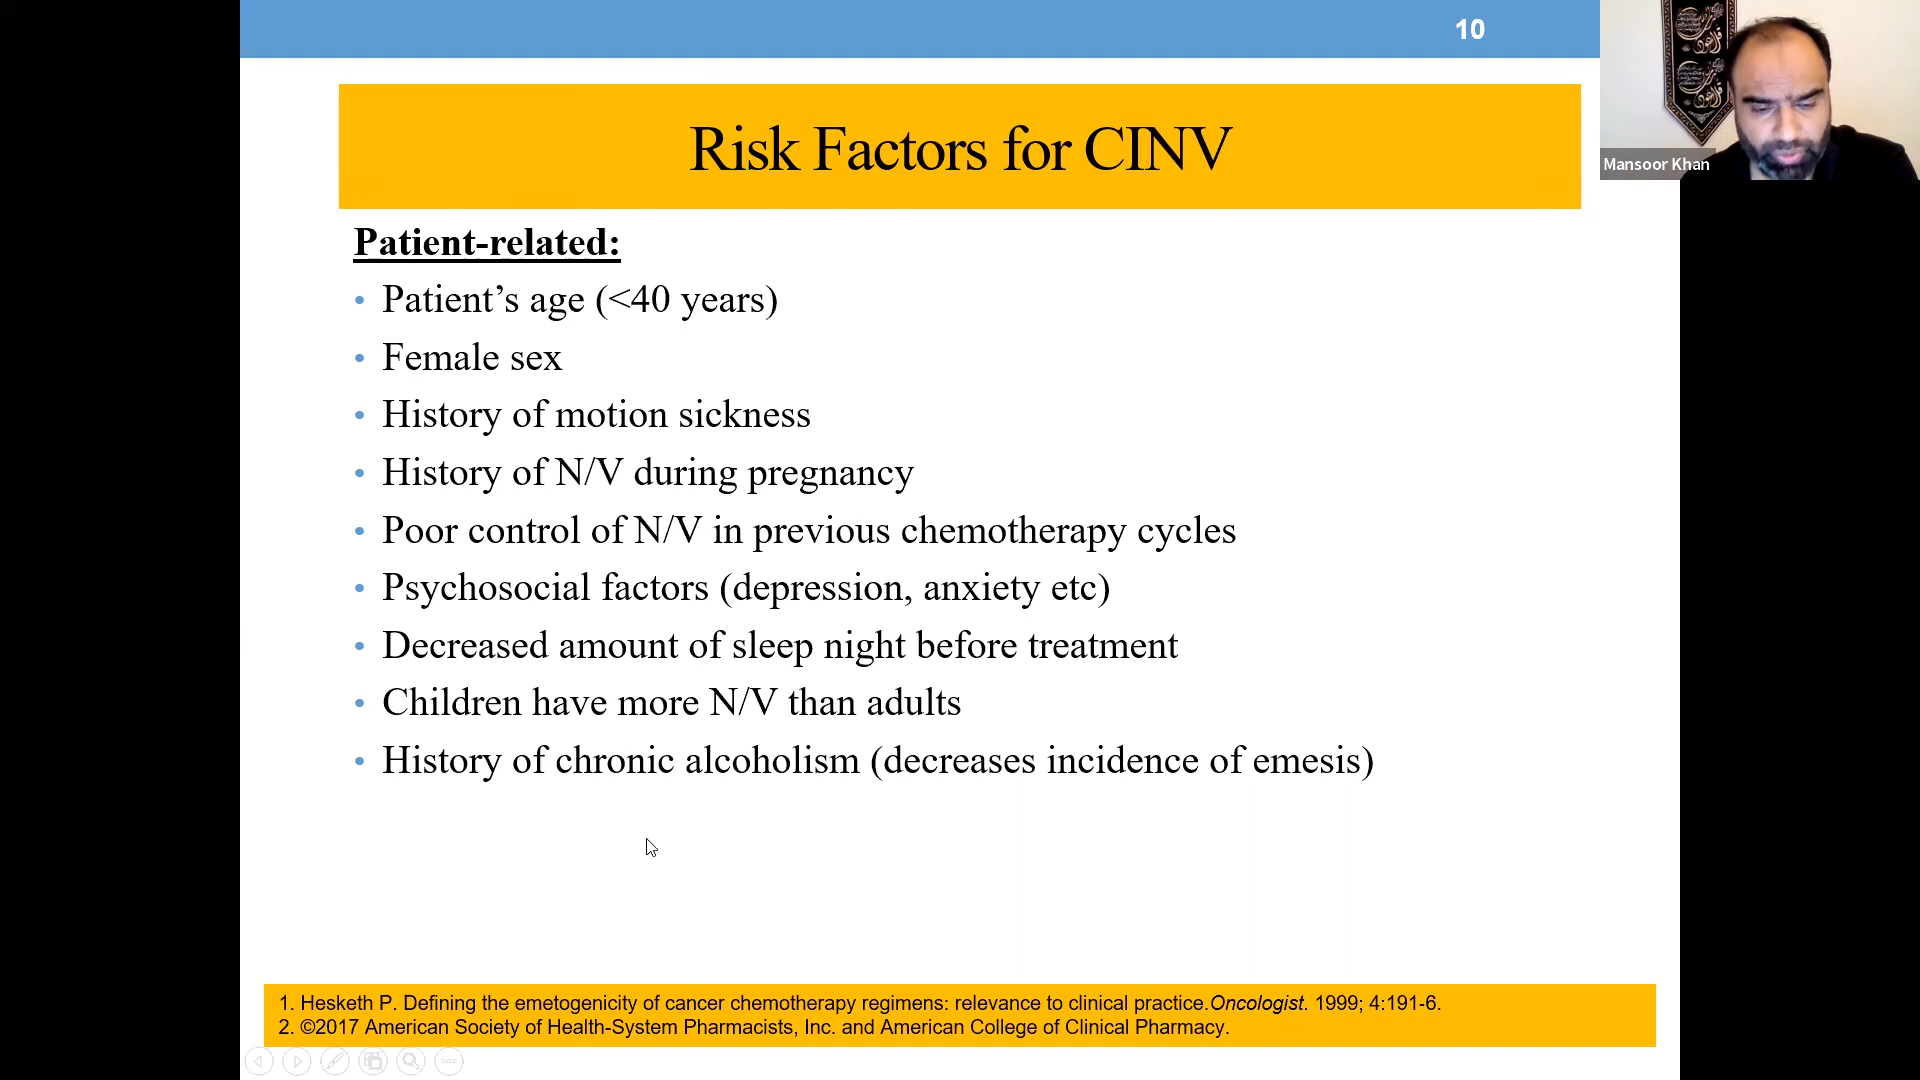 10
Risk Factors for CINV
Mansoor Khan
Patient-related:
• Patient’s age (<40 years)
• Female sex
• History of motion sickness
• History of N/V during pregnancy
• Poor control of N/V in previous chemotherapy cycles
• Psychosocial factors (depression, anxiety etc)
• Decreased amount of sleep night before treatment
• Children have more N/V than adults
• History of chronic alcoholism (decreases incidence of emesis)
1. Hesketh P. Defining the emetogenicity of cancer chemotherapy regimens: relevance to clinical practice.Oncologist. 1999; 4:191-6.
2. ©2017 American Society of Health-System Pharmacists, Inc. and American College of Clinical Pharmacy.